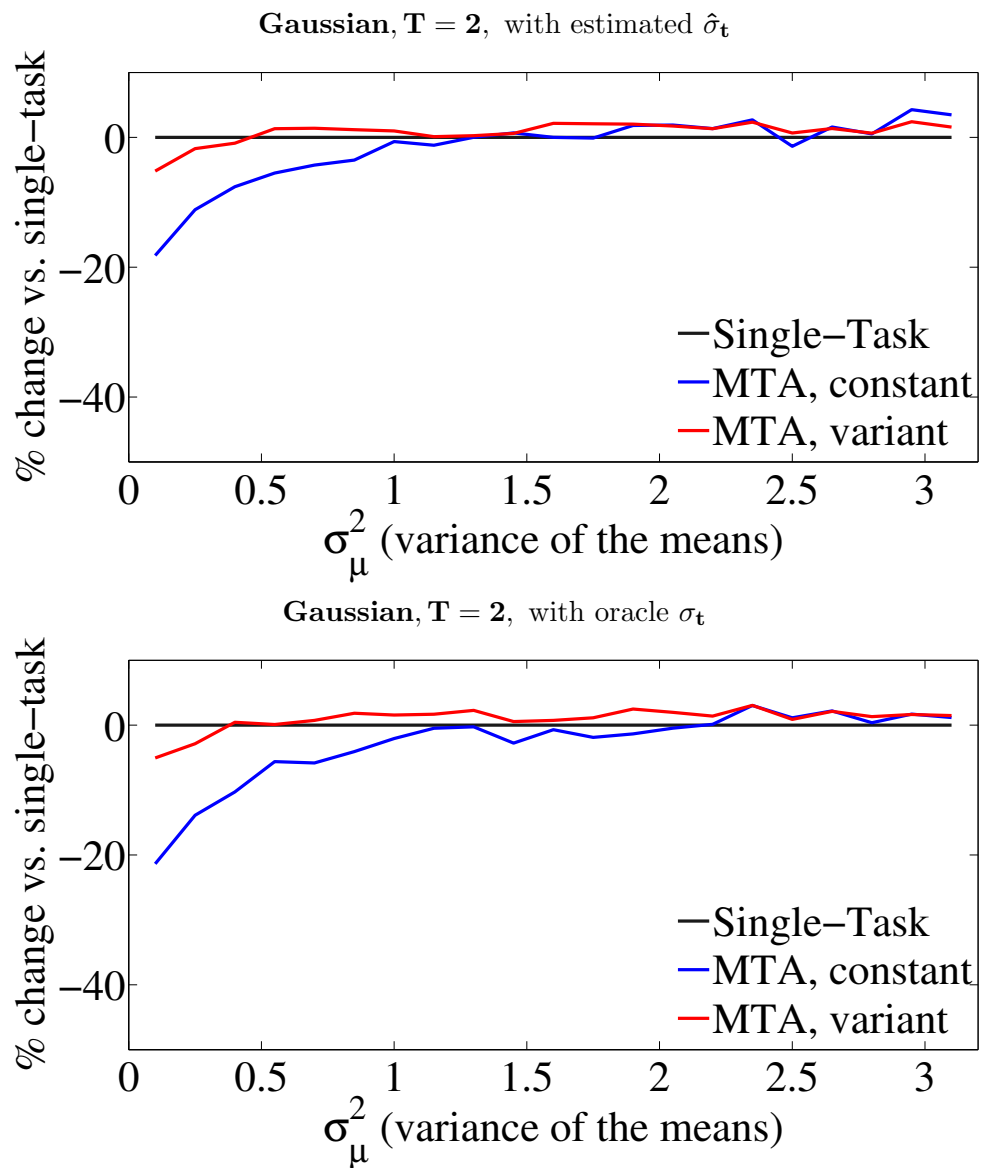 Gaussian, T = 2, with estimated σ̂t
% change vs. single-task
0
−20
−40
Single-Task
MTA, constant
MTA, variant
0 0.5 1 1.5 2 2.5 3
σ²μ (variance of the means)
Gaussian, T = 2, with oracle σt
% change vs. single-task
0
−20
−40
Single-Task
MTA, constant
MTA, variant
0 0.5 1 1.5 2 2.5 3
σ²μ (variance of the means)